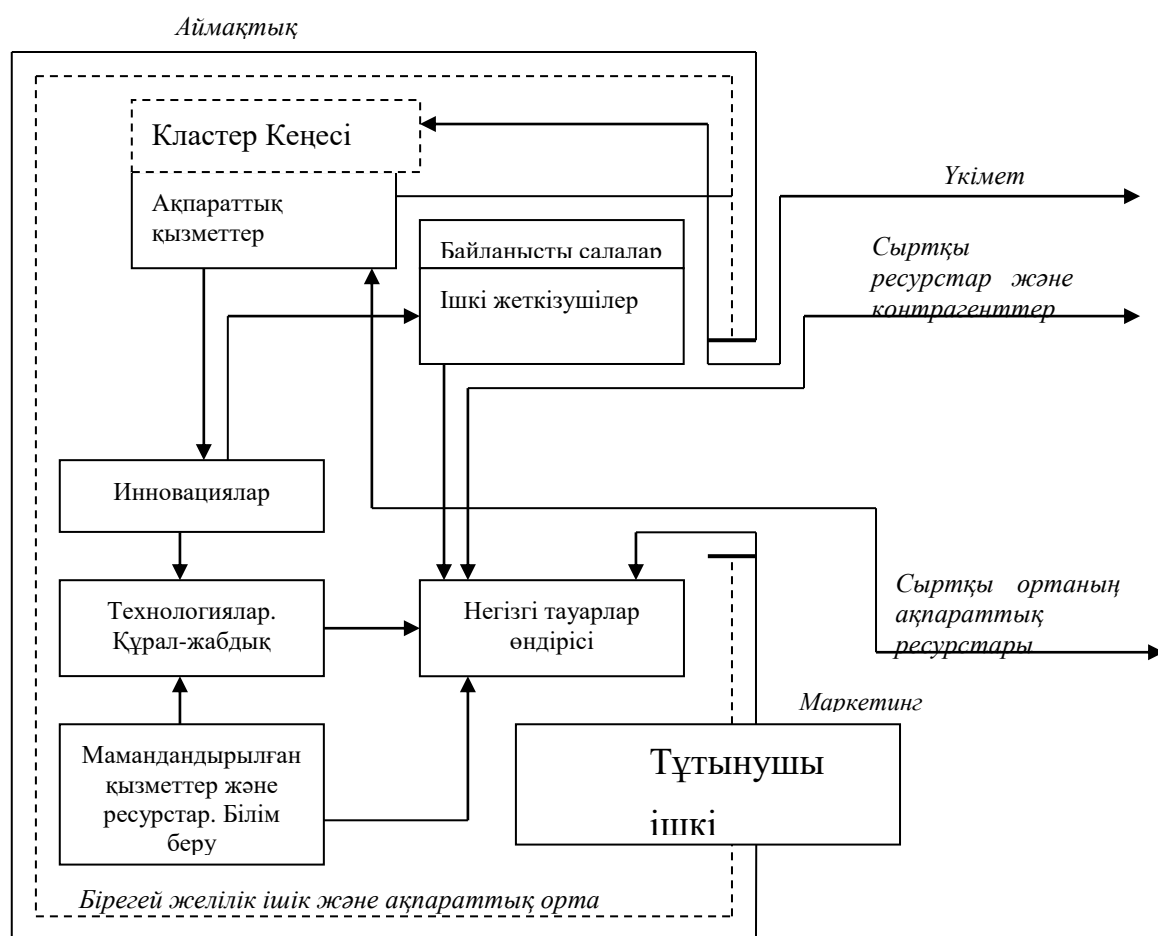 Аймақтық
Кластер Кеңесі
Ақпараттық
қызметтер
Үкімет
Байланысты салалар
Ішкі жеткізушілер
Сыртқы
ресурстар және
контрагенттер
Инновациялар
Технологиялар.
Құрал-жабдық
Негізгі тауарлар
өндірісі
Сыртқы ортаның
ақпараттық
ресурстары
Маркетинг
Мамандандырылған
қызметтер және
ресурстар. Білім
беру
Тұтынушы
ішкі
Бірегей желілік ішік және ақпараттық орта